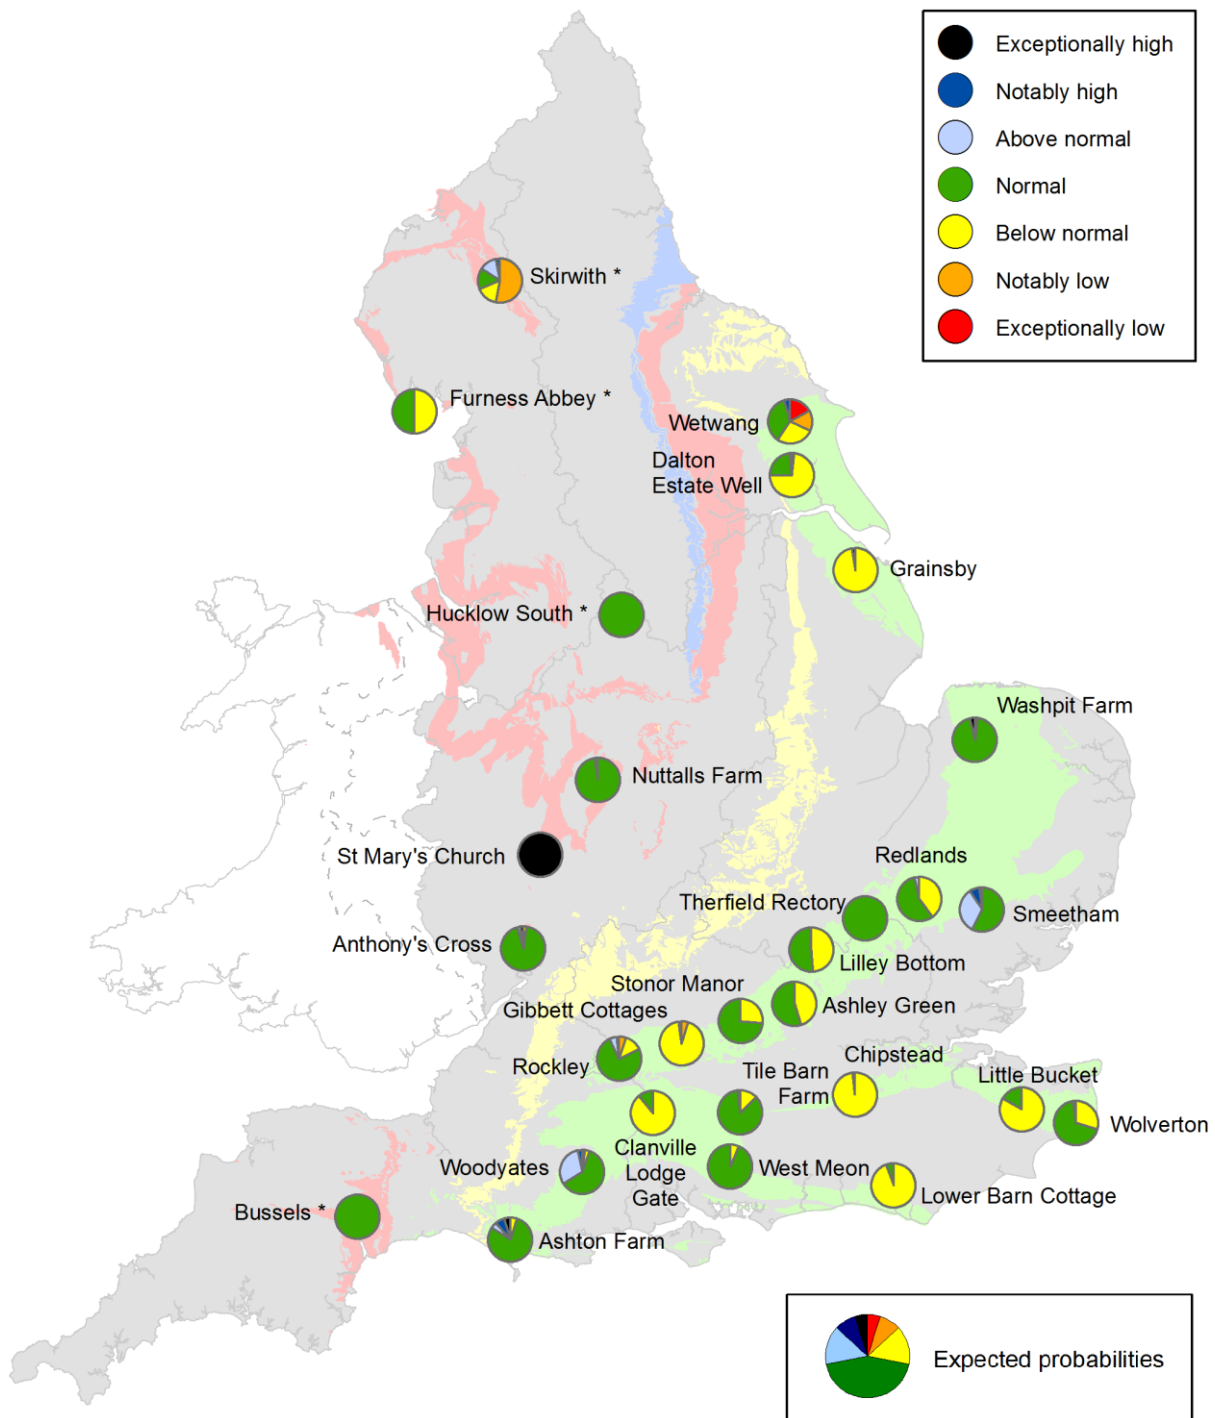 Exceptionally high
Notably high
Above normal
Normal
Below normal
Notably low
Exceptionally low
Skirwith *
Furness Abbey *
Wetwang
Dalton
Estate Well
Grainsby
Hucklow South *
Washpit Farm
Nuttalls Farm
St Mary's Church
Redlands
Therfield Rectory
Smeetham
Anthony's Cross
Lilley Bottom
Stonor Manor
Gibbett Cottages
Ashley Green
Rockley
Chipstead
Tile Barn
Farm
Little Bucket
Wolverton
Clanville
Lodge
Gate
Woodyates
West Meon
Lower Barn Cottage
Bussels *
Ashton Farm
Expected probabilities